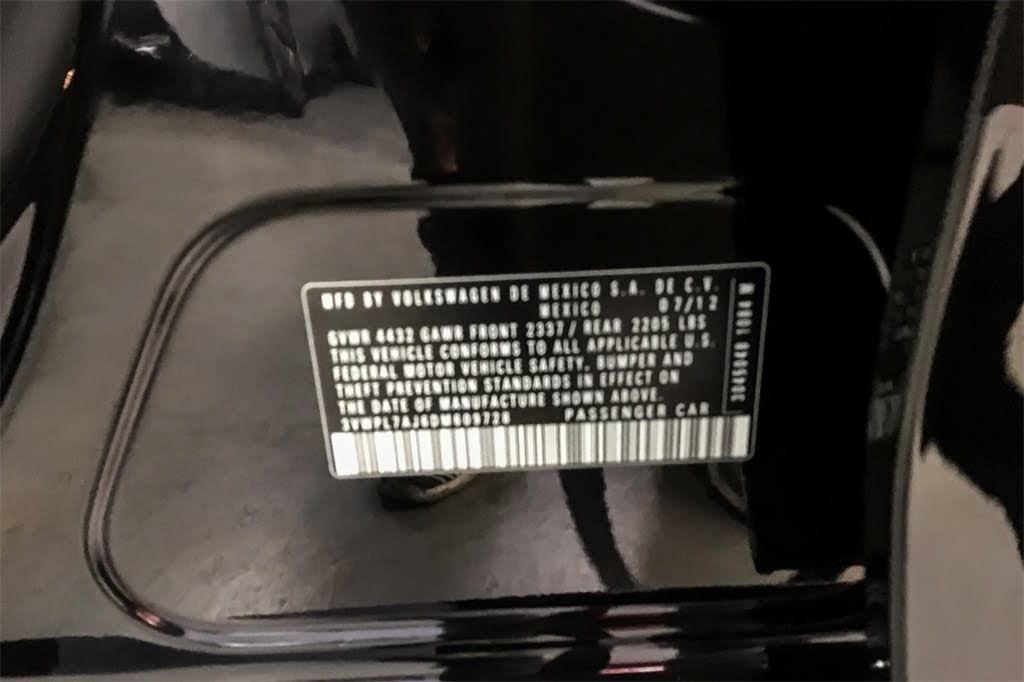 MFD BY VOLKSWAGEN DE MEXICO S.A. DE C.V.
MEXICO 07/12
GVWR 4432 GAWR FRONT 2337/ REAR 2205 LBS
THIS VEHICLE CONFORMS TO ALL APPLICABLE U.S.
FEDERAL MOTOR VEHICLE SAFETY, BUMPER AND
THEFT PREVENTION STANDARDS IN EFFECT ON
THE DATE OF MANUFACTURE SHOWN ABOVE.
PASSENGER CAR